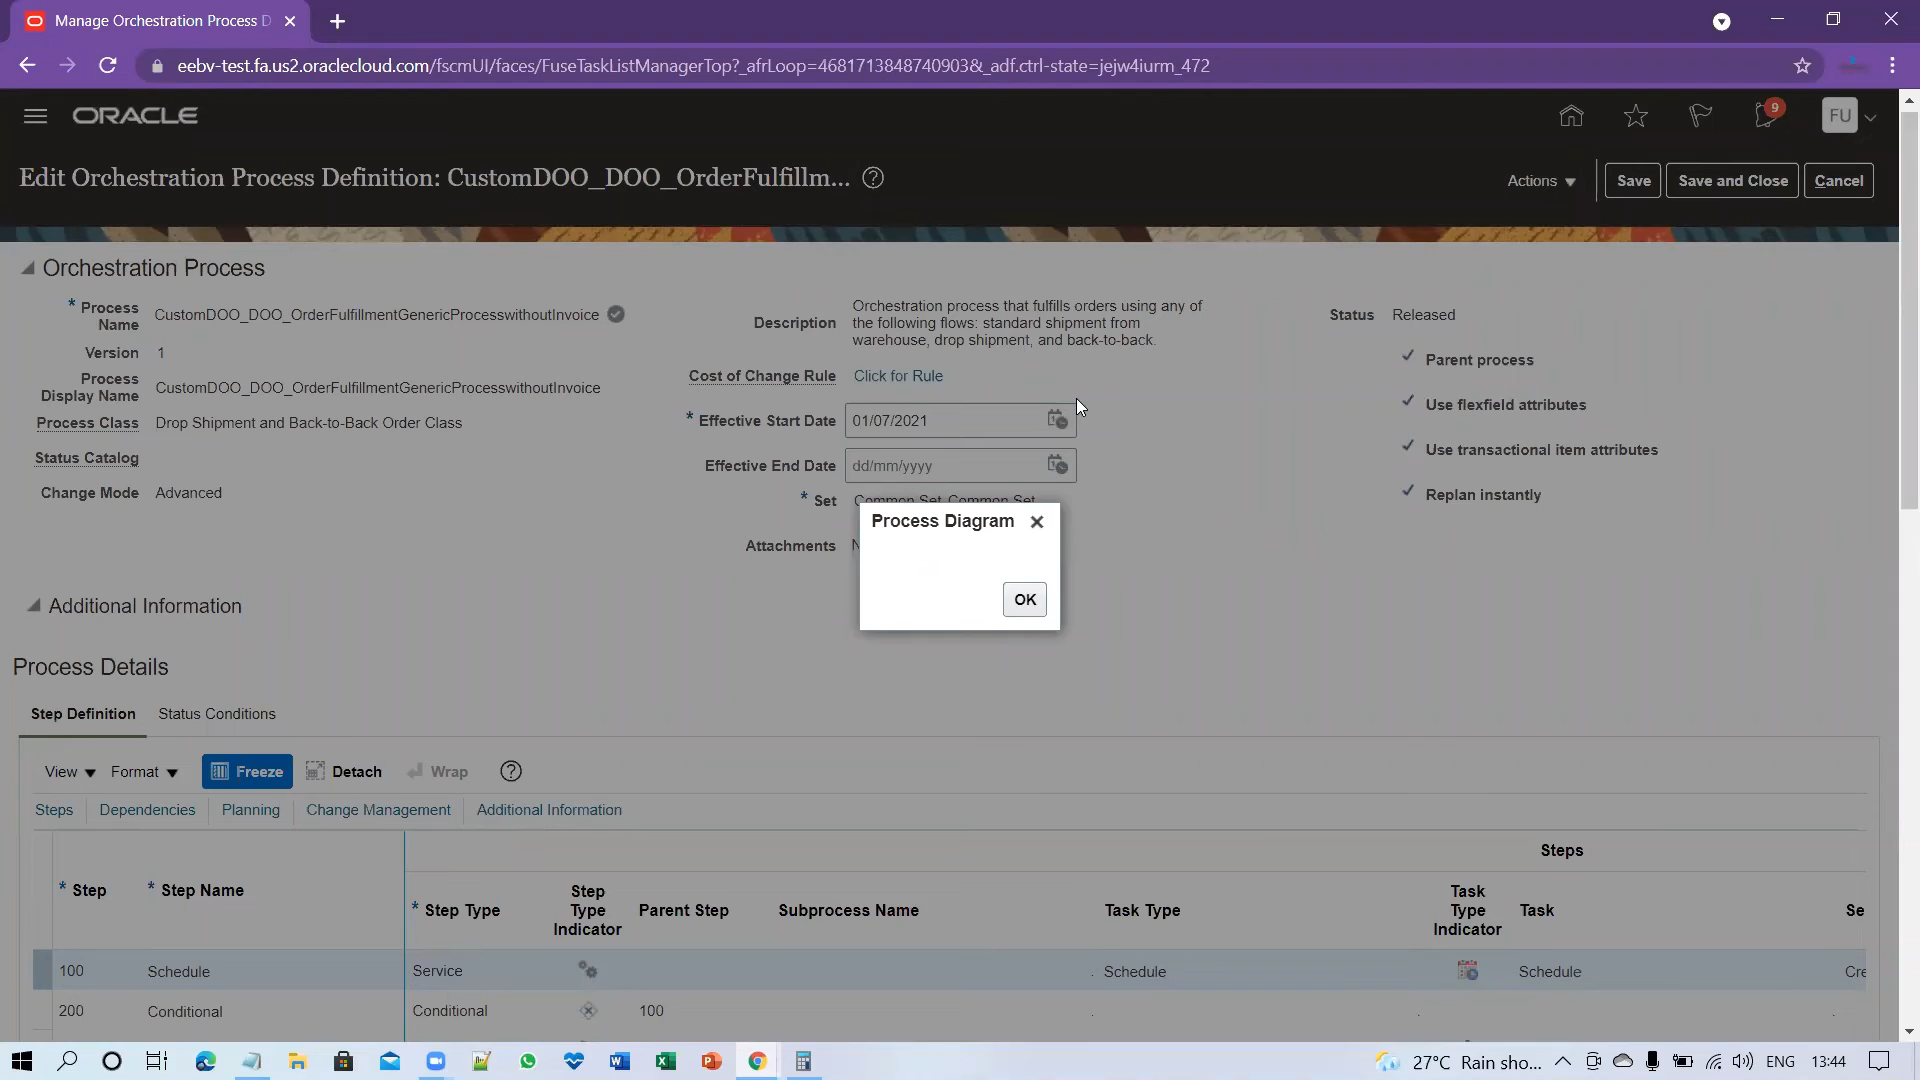 Manage Orchestration Process D
eebv-test.fa.us2.oraclecloud.com/fscmUI/faces/FuseTaskListManagerTop?_afrLoop=4681713848740903&_adf.ctrl-state=jejw4iurm_472
ORACLE
9
FU
Edit Orchestration Process Definition: CustomDOO_DOO_OrderFulfillm...
Actions
Save
Save and Close
Cancel
Orchestration Process
* Process Name CustomDOO_DOO_OrderFulfillmentGenericProcesswithoutInvoice
Version 1
Process Display Name CustomDOO_DOO_OrderFulfillmentGenericProcesswithoutInvoice
Process Class Drop Shipment and Back-to-Back Order Class
Status Catalog
Change Mode Advanced
Description
Orchestration process that fulfills orders using any of
the following flows: standard shipment from
warehouse, drop shipment, and back-to-back.
Cost of Change Rule Click for Rule
* Effective Start Date 01/07/2021
Effective End Date dd/mm/yyyy
* Set Common Set Common Set
Attachments N
Status Released
Parent process
Use flexfield attributes
Use transactional item attributes
Replan instantly
Process Diagram
OK
Additional Information
Process Details
Step Definition Status Conditions
View Format Freeze Detach Wrap
Steps Dependencies Planning Change Management Additional Information
Steps
* Step * Step Name * Step Type Step Type Indicator Parent Step Subprocess Name Task Type Task Type Indicator Task Se
100 Schedule Service . Schedule Schedule Cre
200 Conditional Conditional 100 . . .
27°C Rain sho... ENG 13:44